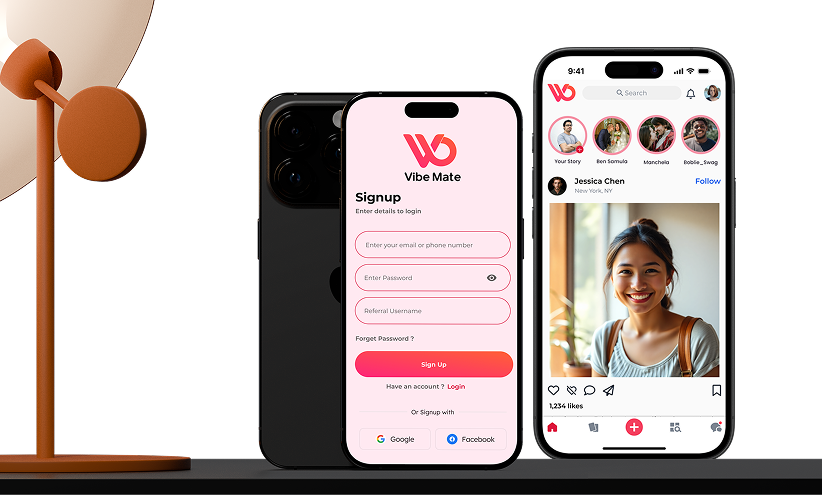 Vibe Mate
Signup
Enter details to login
Enter your email or phone number
Enter Password
Referral Username
Forget Password ?
Sign Up
Have an account ? Login
Or Signup with
Google
Facebook
9:41
Search
Your Story
Ben Samula
Manchela
Boblie_Swag
Jessica Chen
Follow
New York, NY
1,234 likes